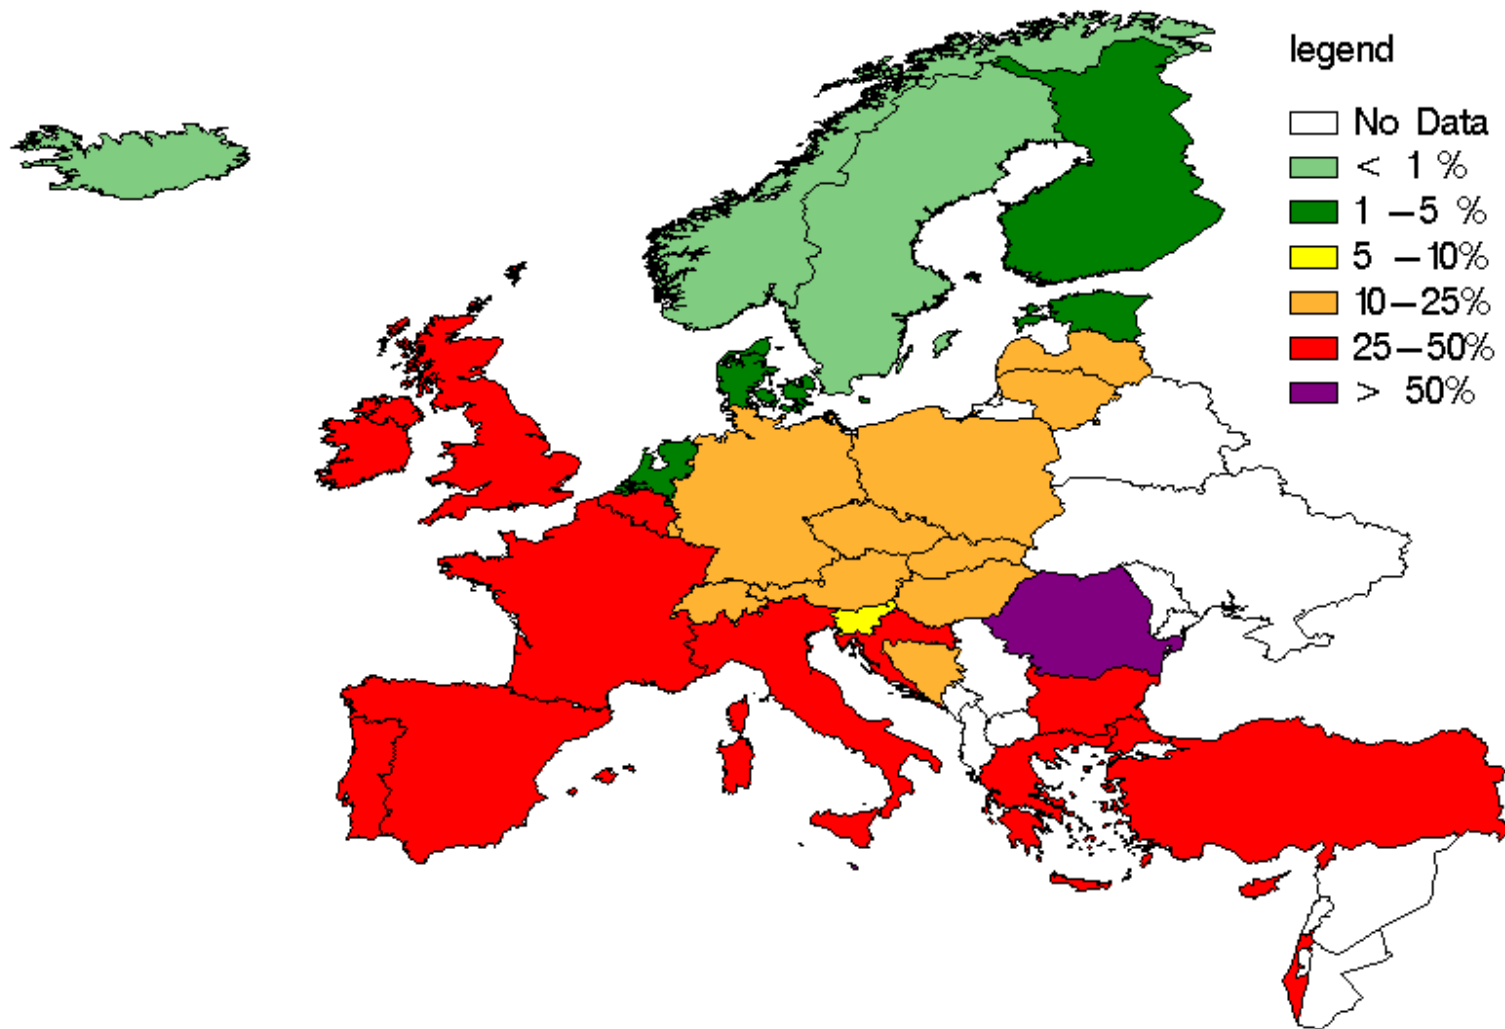 legend
No Data
< 1 %
1 –5 %
5 –10%
10–25%
25–50%
> 50%